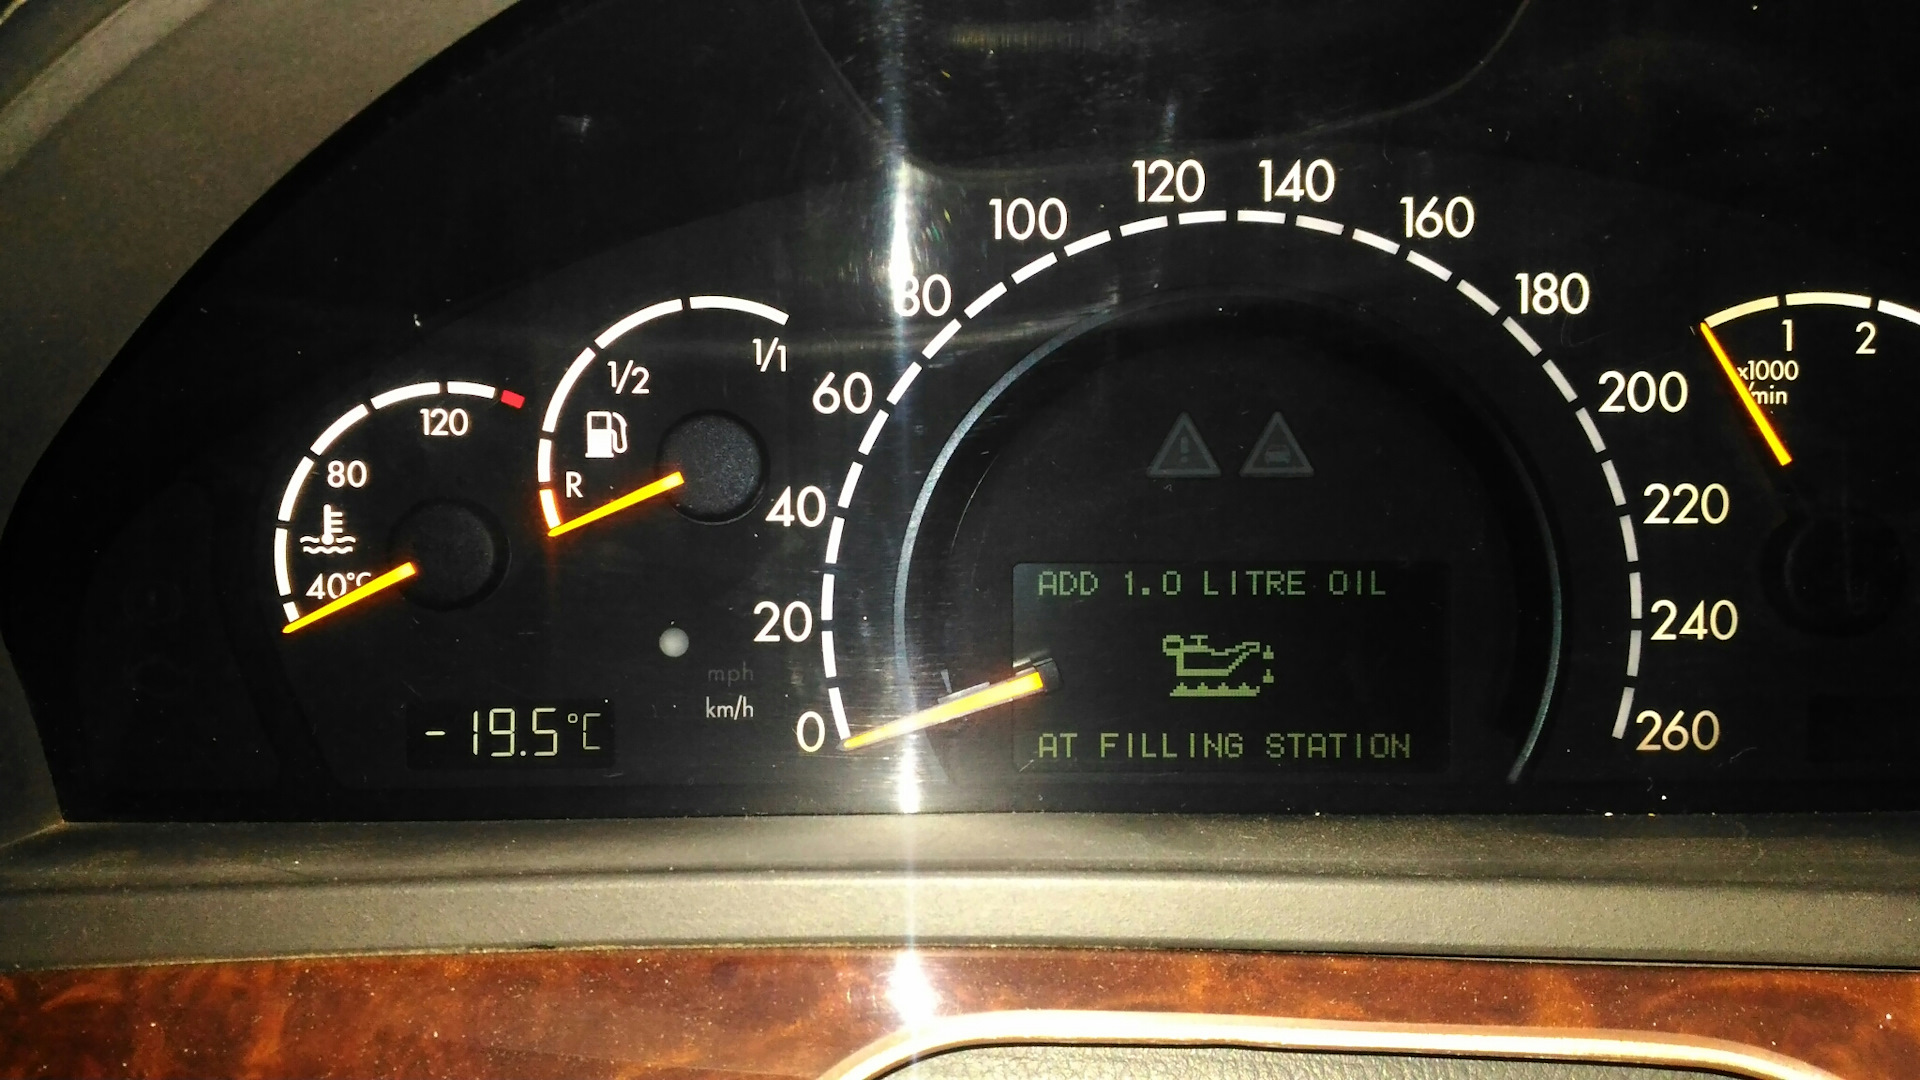 120
80
40°C
1/1
1/2
R
-19.5°C
mph
km/h
0
20
40
60
80
100
120
140
160
180
200
220
240
260
ADD 1.0 LITRE OIL
AT FILLING STATION
1 2
x1000
/min